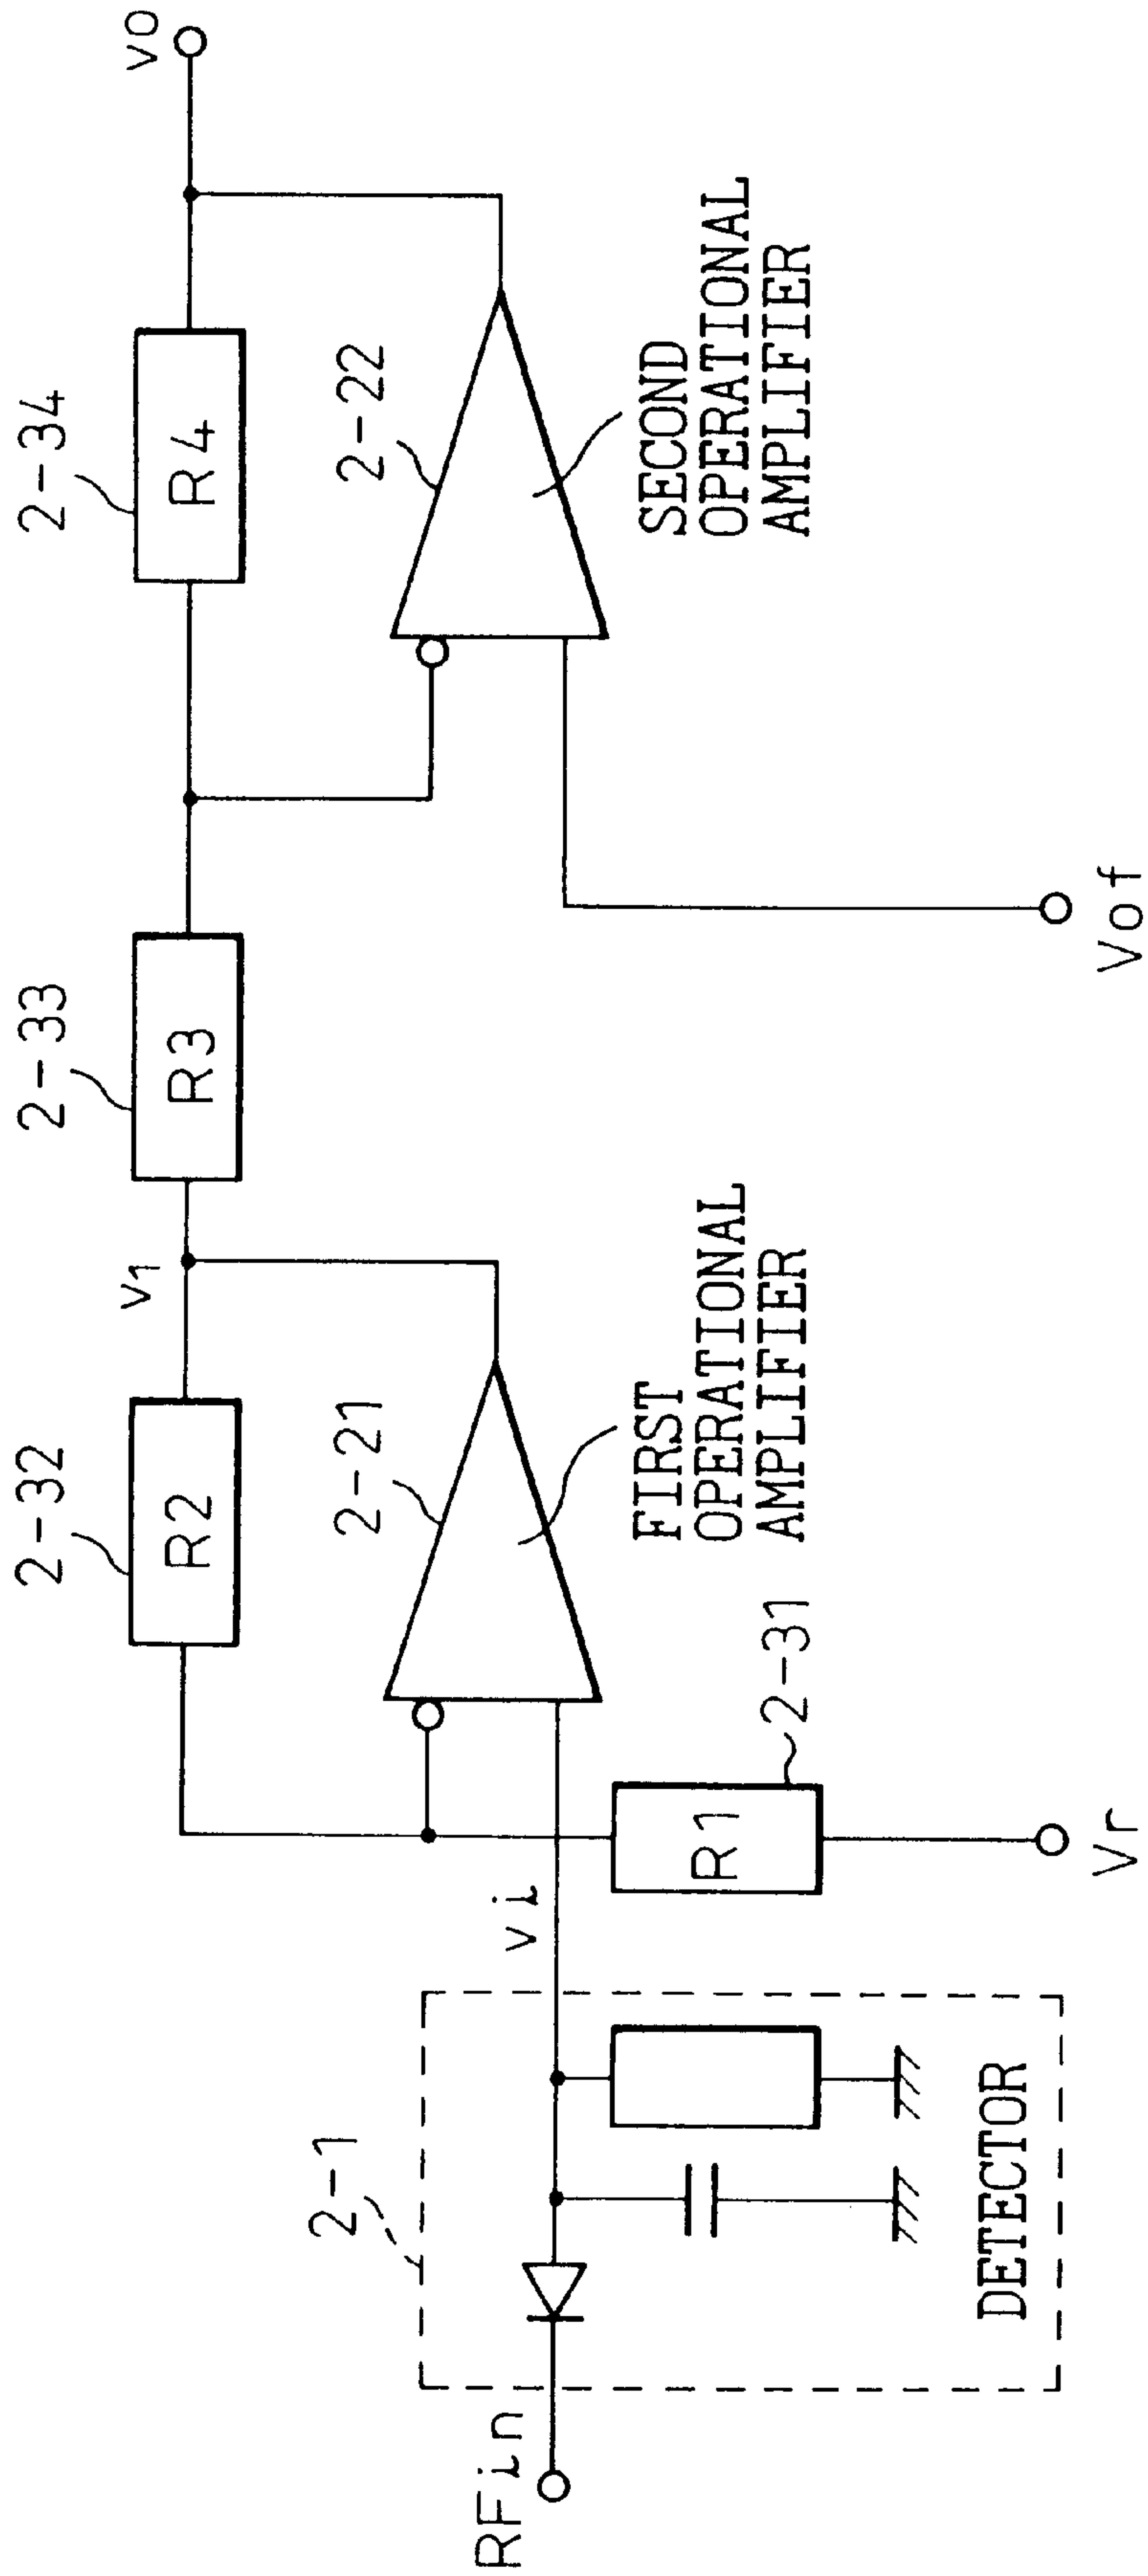 2-32
2-33
2-34
R2
v1
R3
R4
vo
2-21
2-22
2-1
RFin
vi
FIRST
OPERATIONAL
AMPLIFIER
SECOND
OPERATIONAL
AMPLIFIER
R1
2-31
DETECTOR
Vr
Vof